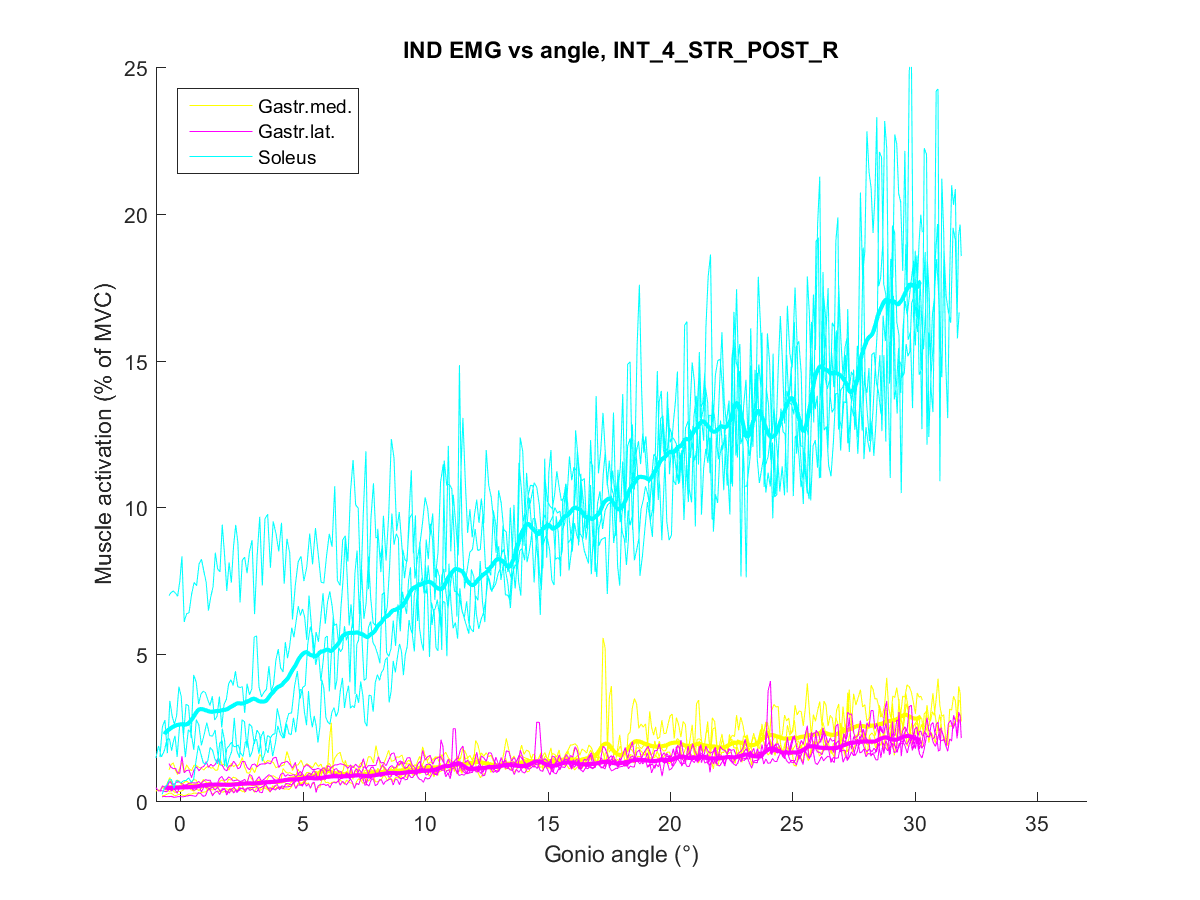 IND EMG vs angle, INT_4_STR_POST_R
25
20
15
10
5
0
Muscle activation (% of MVC)
Gastr.med.
Gastr.lat.
Soleus
0 5 10 15 20 25 30 35
Gonio angle (°)